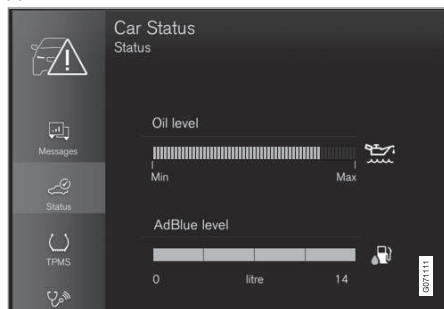 Car Status
Status
Messages
Status
TPMS
Oil level
Min Max
AdBlue level
0 litre 14
G071111